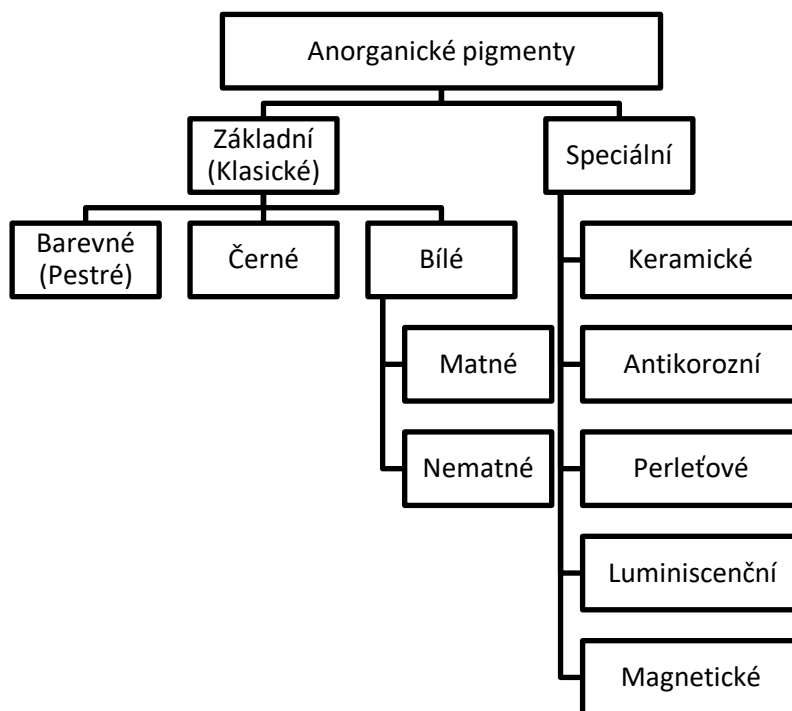 Anorganické pigmenty
Základní
(Klasické)
Speciální
Barevné
(Pestré)
Černé
Bílé
Keramické
Matné
Antikorozní
Nematné
Perleťové
Luminiscenční
Magnetické